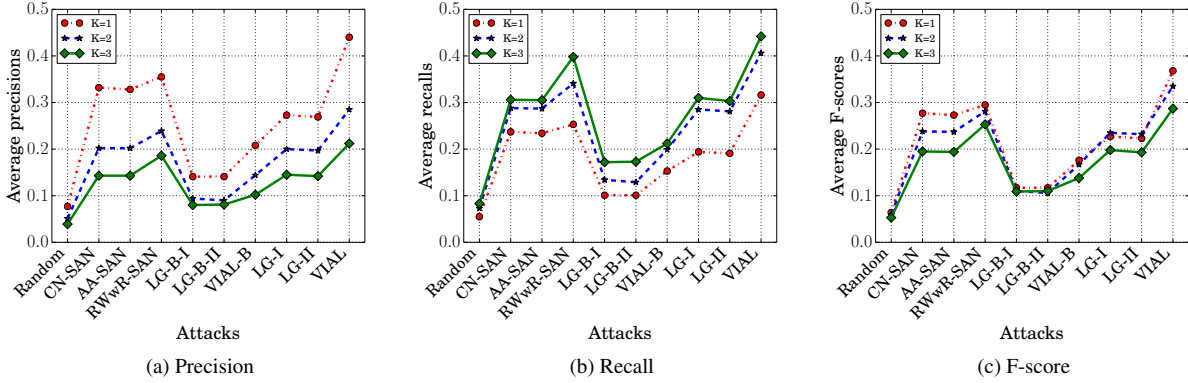 Average precisions
0.5
0.4
0.3
0.2
0.1
0.0
K=1
K=2
K=3
Random
CN-SAN
AA-SAN
RWwR-SAN
LG-B-I
LG-B-II
VIAL-B
LG-I
LG-II
VIAL
Attacks
(a) Precision
Average recalls
0.5
0.4
0.3
0.2
0.1
0.0
K=1
K=2
K=3
Random
CN-SAN
AA-SAN
RWwR-SAN
LG-B-I
LG-B-II
VIAL-B
LG-I
LG-II
VIAL
Attacks
(b) Recall
Average F-scores
0.5
0.4
0.3
0.2
0.1
0.0
K=1
K=2
K=3
Random
CN-SAN
AA-SAN
RWwR-SAN
LG-B-I
LG-B-II
VIAL-B
LG-I
LG-II
VIAL
Attacks
(c) F-score